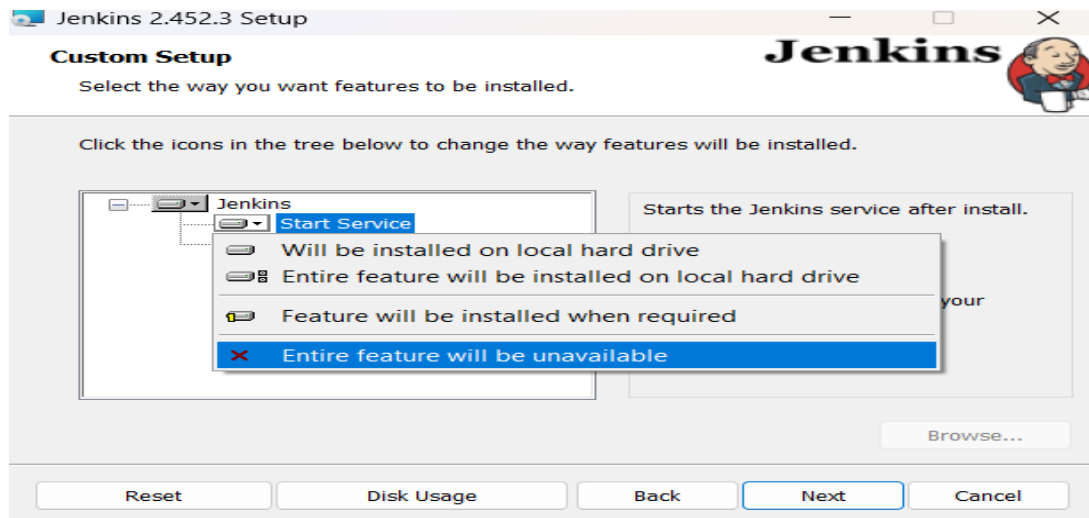 Jenkins 2.452.3 Setup
Custom Setup
Jenkins
Select the way you want features to be installed.
Click the icons in the tree below to change the way features will be installed.
Jenkins
Start Service
Starts the Jenkins service after install.
Will be installed on local hard drive
Entire feature will be installed on local hard drive
your
Feature will be installed when required
Entire feature will be unavailable
Browse...
Reset
Disk Usage
Back
Next
Cancel